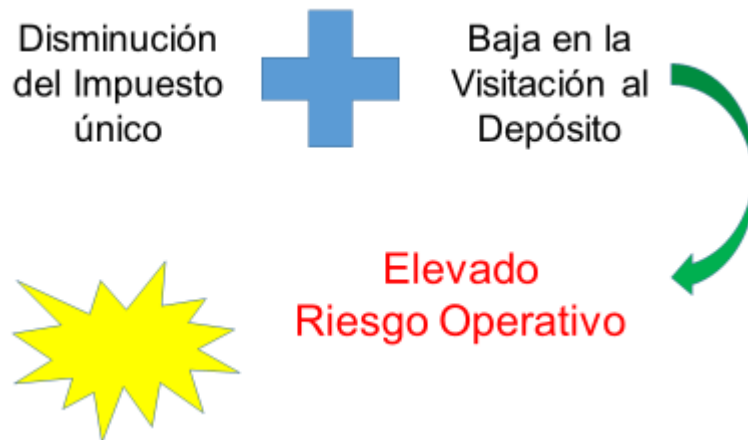 Disminución
del Impuesto
único
Baja en la
Visitación al
Depósito
Elevado
Riesgo Operativo